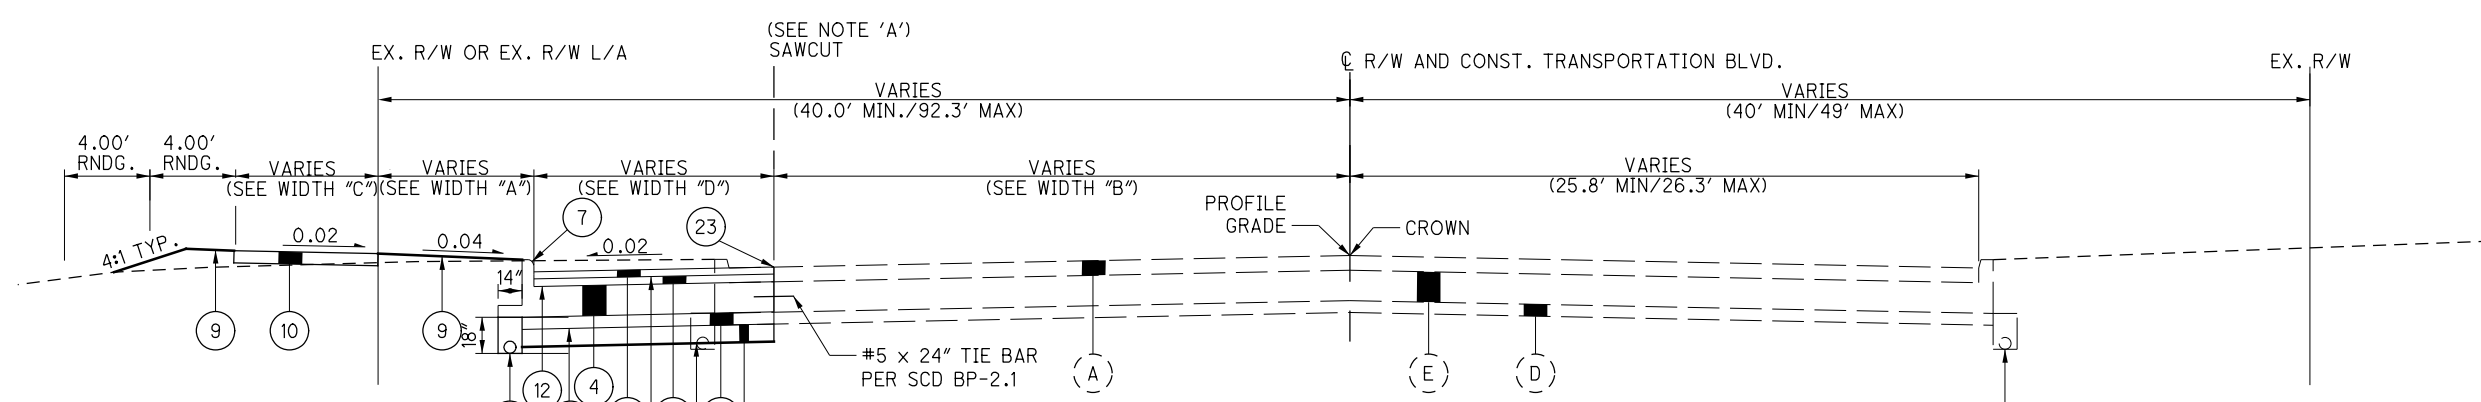 (SEE NOTE 'A')
SAWCUT
EX. R/W OR EX. R/W L/A
℄ R/W AND CONST. TRANSPORTATION BLVD.
EX. R/W
VARIES
(40.0' MIN./92.3' MAX)
VARIES
(40' MIN/49' MAX)
4.00'
RNDG.
4.00'
RNDG.
VARIES
(SEE WIDTH "C")
VARIES
(SEE WIDTH "A")
VARIES
(SEE WIDTH "D")
VARIES
(SEE WIDTH "B")
VARIES
(25.8' MIN/26.3' MAX)
PROFILE
GRADE
CROWN
7
23
4:1 TYP.
0.02
0.04
0.02
14"
18"
9
10
9
12
4
#5 x 24" TIE BAR
PER SCD BP-2.1
A
E
D